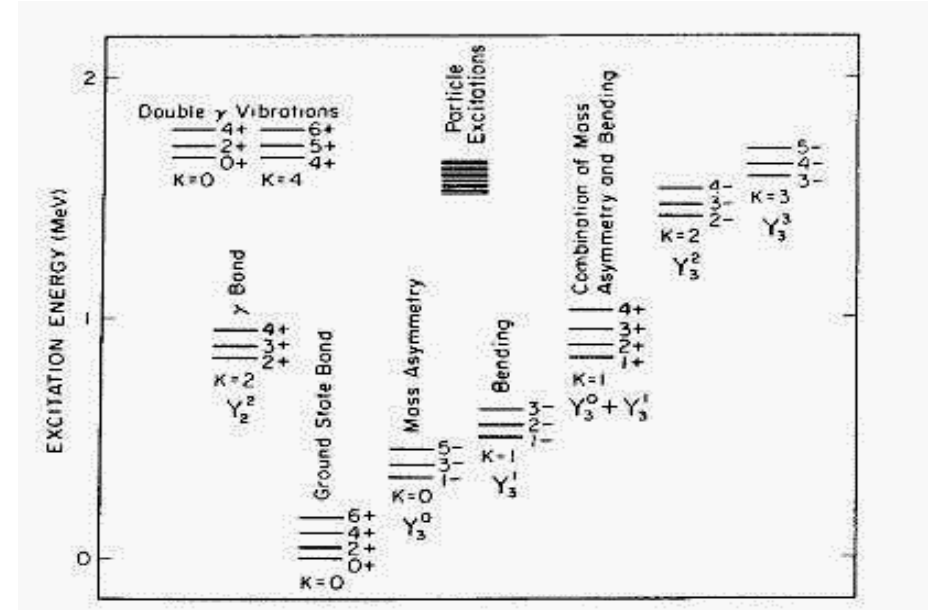 EXCITATION ENERGY (MeV)
2
1
0
Double γ Vibrations
4+
2+
0+
K=0
6+
5+
4+
K=4
γ Band
4+
3+
2+
K=2
Y₂²
Ground State Band
6+
4+
2+
0+
K=0
Mass Asymmetry
5-
3-
1-
K=0
Y₃⁰
Particle
Excitations
Bending
3-
2-
1-
K=1
Y₃¹
Combination of Mass
Asymmetry and Bending
4+
3+
2+
1+
K=1
Y₃⁰+Y₃¹
4-
3-
2-
K=2
Y₃²
5-
4-
3-
K=3
Y₃³